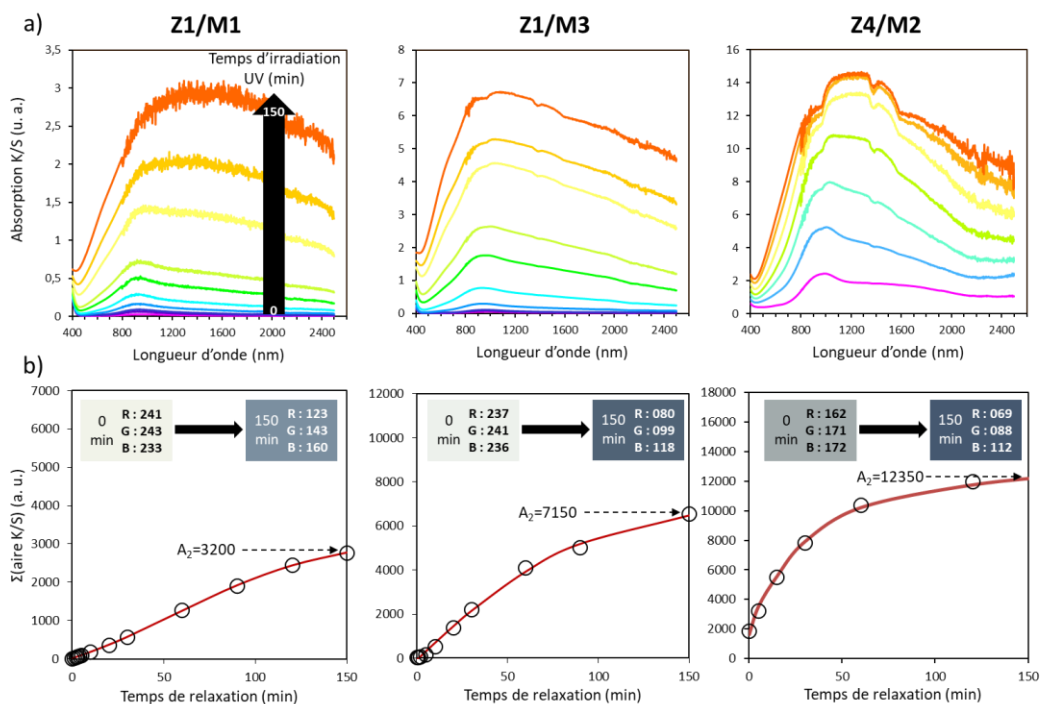 a)
Z1/M1
Z1/M3
Z4/M2
Absorption K/S (u. a.)
3,5
3
2,5
2
1,5
1
0,5
0
Temps d'irradiation
UV (min)
150
0
400 800 1200 1600 2000 2400
Longueur d'onde (nm)
8
7
6
5
4
3
2
1
0
400 800 1200 1600 2000 2400
Longueur d'onde (nm)
16
14
12
10
8
6
4
2
0
400 800 1200 1600 2000 2400
Longueur d'onde (nm)
b)
Σ(aire K/S) (a. u.)
7000
6000
5000
4000
3000
2000
1000
0
0
min
R : 241
G : 243
B : 233
150
min
R : 123
G : 143
B : 160
A2=3200
0 50 100 150
Temps de relaxation (min)
12000
10000
8000
6000
4000
2000
0
0
min
R : 237
G : 241
B : 236
150
min
R : 080
G : 099
B : 118
A2=7150
0 50 100 150
Temps de relaxation (min)
18000
16000
14000
12000
10000
8000
6000
4000
2000
0
0
min
R : 162
G : 171
B : 172
150
min
R : 069
G : 088
B : 112
A2=12350
0 50 100 150
Temps de relaxation (min)